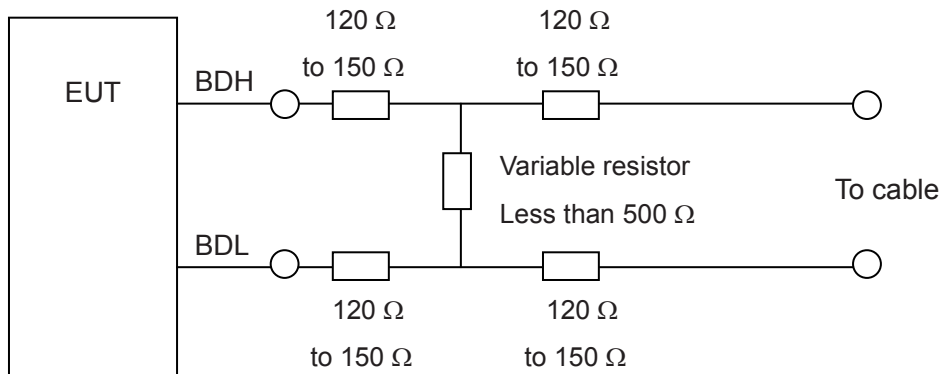 120 Ω
to 150 Ω
120 Ω
to 150 Ω
EUT
BDH
Variable resistor
Less than 500 Ω
To cable
BDL
120 Ω
to 150 Ω
120 Ω
to 150 Ω